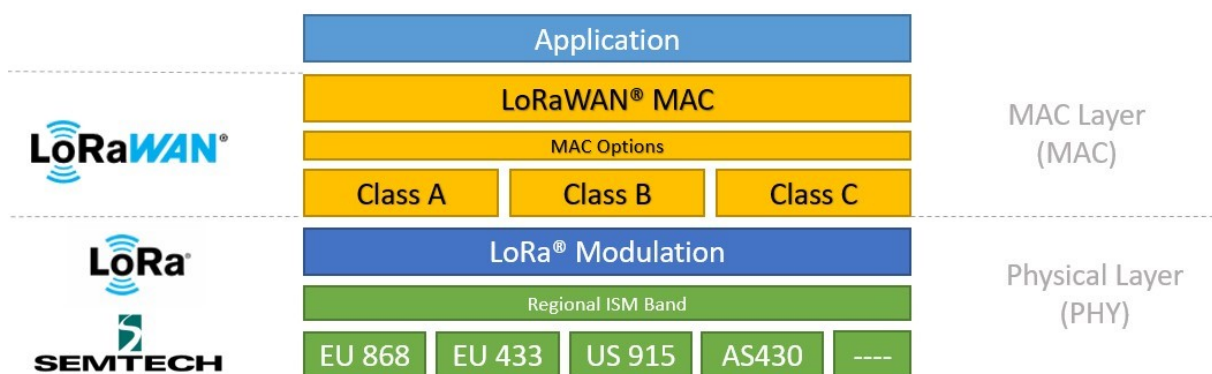 Application
LoRaWAN® MAC
MAC Options
Class A Class B Class C
LoRaWAN®
MAC Layer
(MAC)
LoRa® Modulation
Regional ISM Band
EU 868 EU 433 US 915 AS430 ----
LoRa®
SEMTECH
Physical Layer
(PHY)